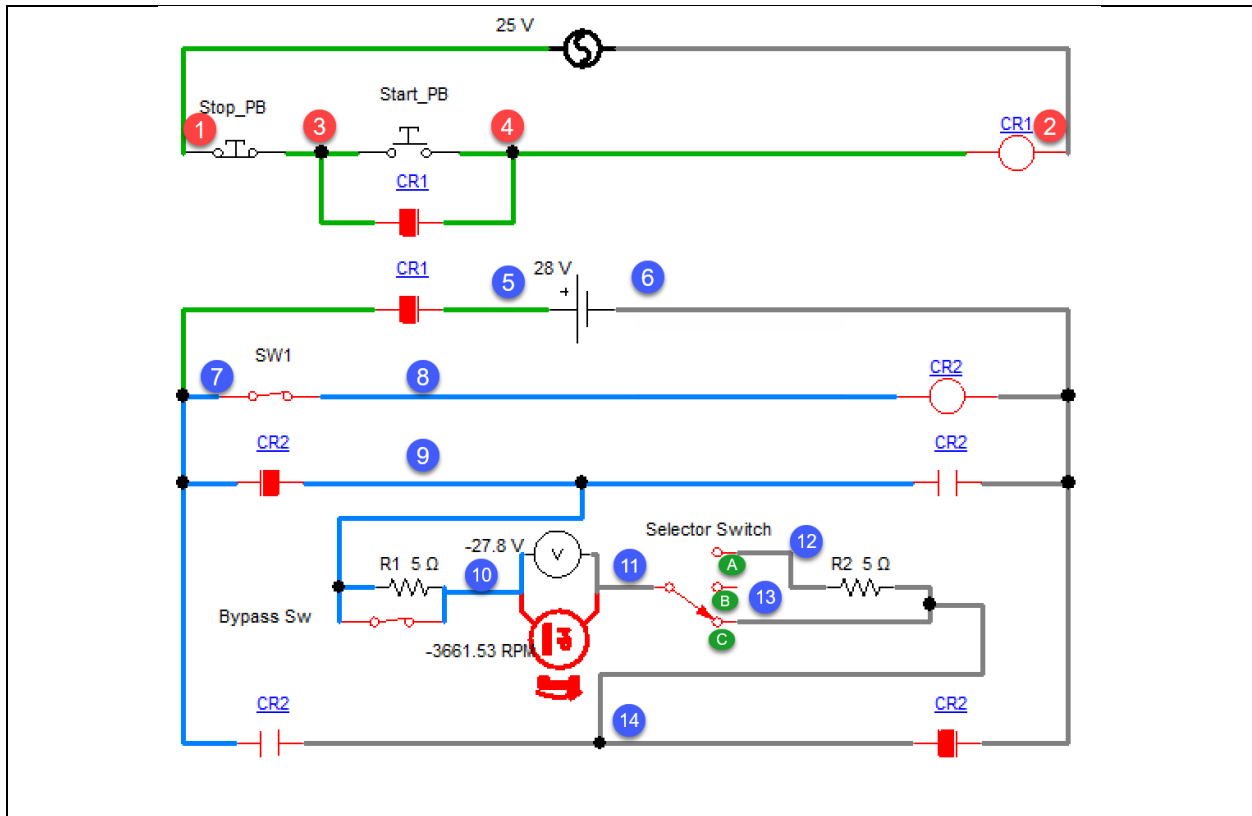 25 V
Stop_PB
Start_PB
1
3
4
CR1
2
CR1
CR1
5
28 V
6
+
SW1
7
8
CR2
CR2
9
CR2
Selector Switch
-27.8 V
V
R1 5 Ω
10
11
A
12
R2 5 Ω
B
13
Bypass Sw
C
-3661.53 RPM
CR2
14
CR2